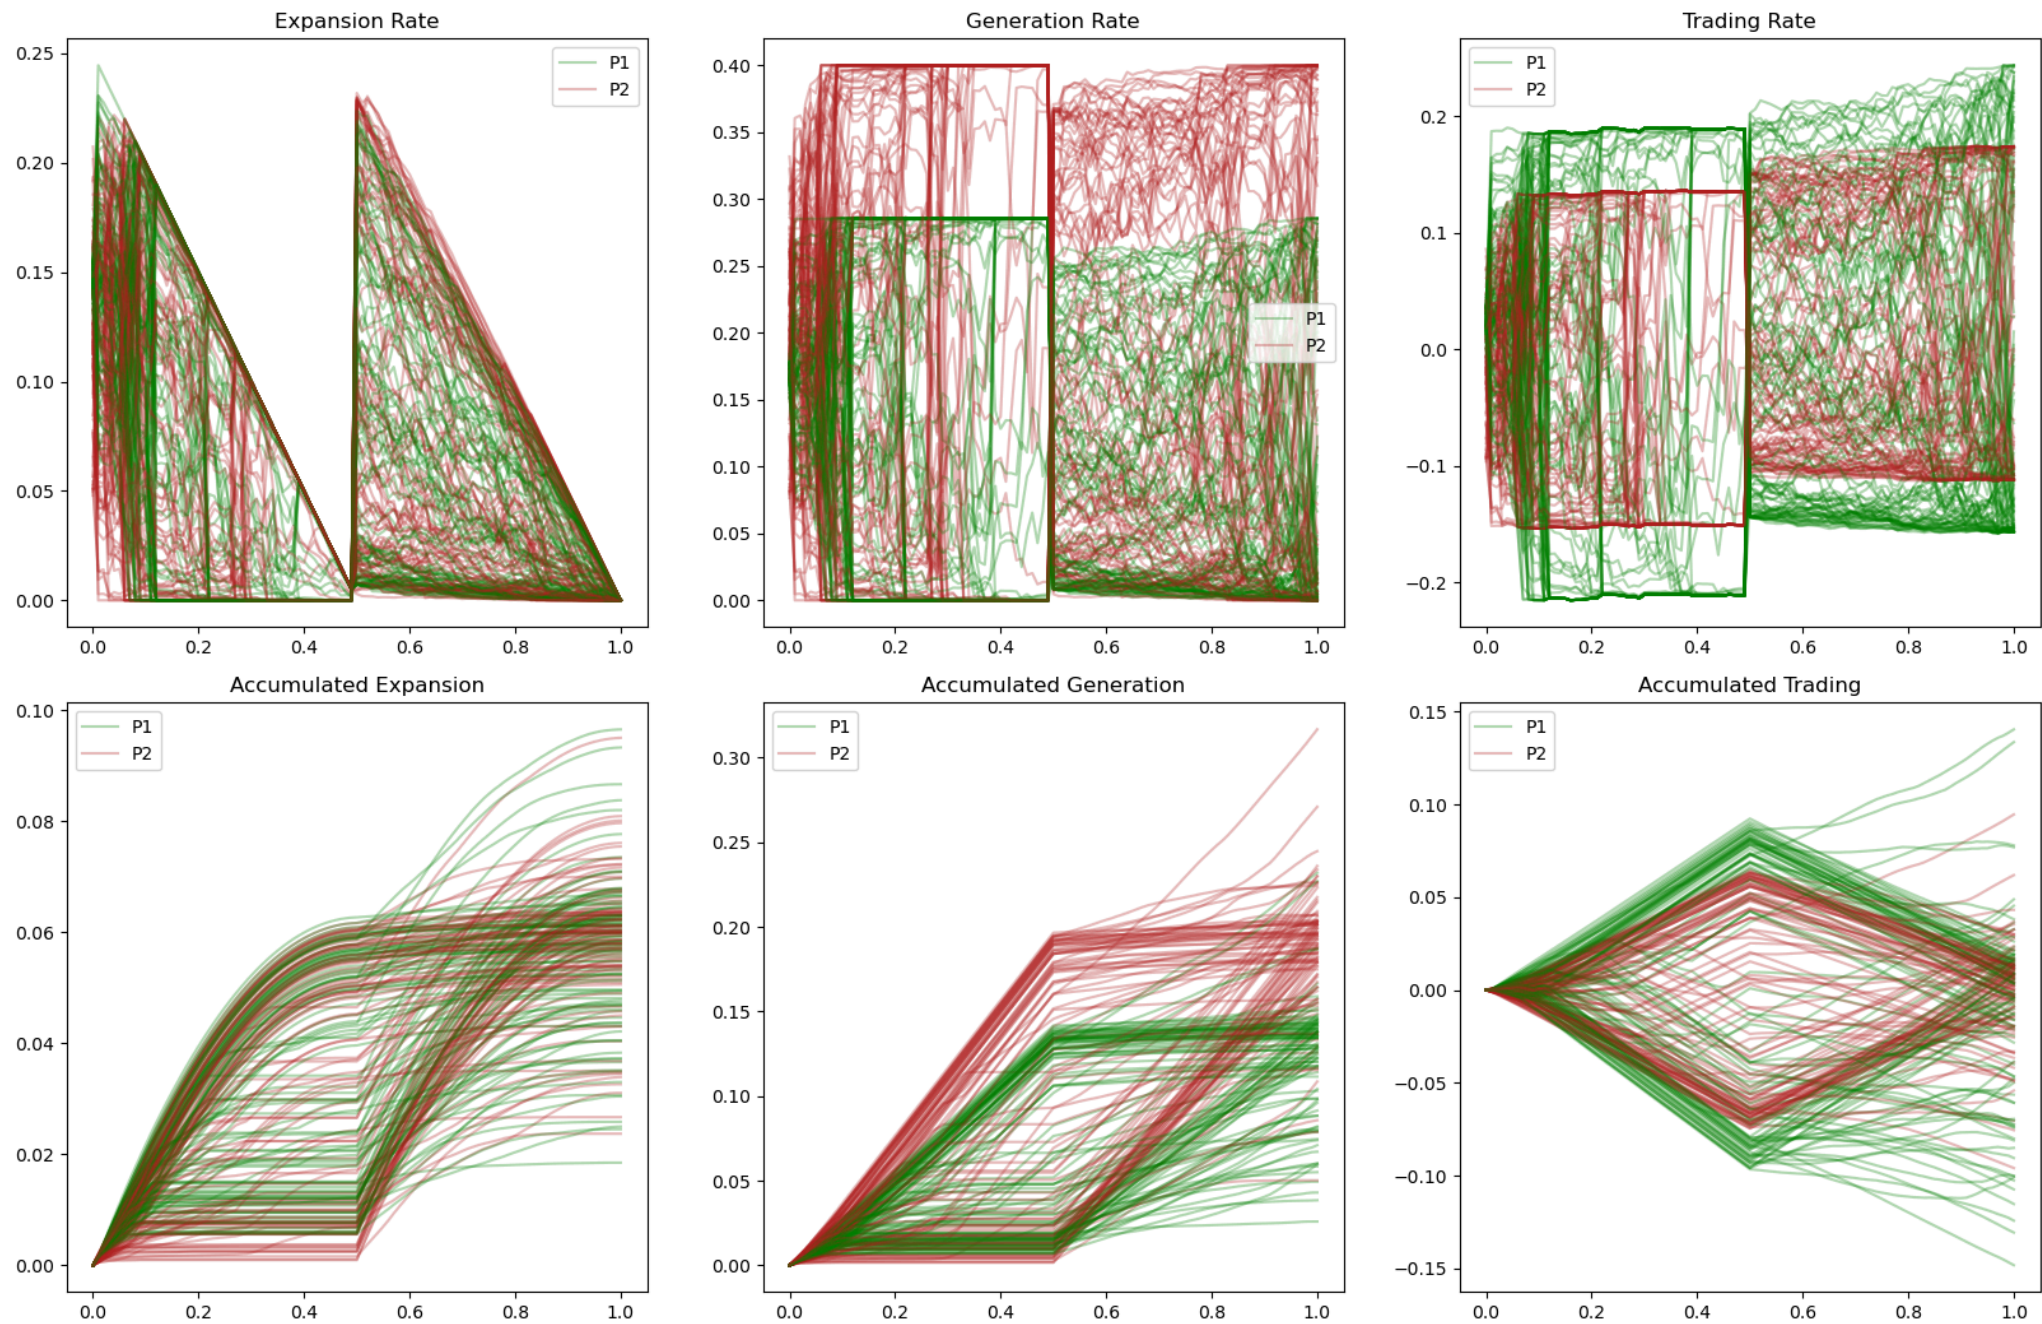 Expansion Rate
0.25
0.20
0.15
0.10
0.05
0.00
0.0 0.2 0.4 0.6 0.8 1.0
P1
P2
Generation Rate
0.40
0.35
0.30
0.25
0.20
0.15
0.10
0.05
0.00
0.0 0.2 0.4 0.6 0.8 1.0
P1
P2
Trading Rate
0.2
0.1
0.0
−0.1
−0.2
0.0 0.2 0.4 0.6 0.8 1.0
P1
P2
Accumulated Expansion
0.10
0.08
0.06
0.04
0.02
0.00
0.0 0.2 0.4 0.6 0.8 1.0
P1
P2
Accumulated Generation
0.30
0.25
0.20
0.15
0.10
0.05
0.00
0.0 0.2 0.4 0.6 0.8 1.0
P1
P2
Accumulated Trading
0.15
0.10
0.05
0.00
−0.05
−0.10
−0.15
0.0 0.2 0.4 0.6 0.8 1.0
P1
P2